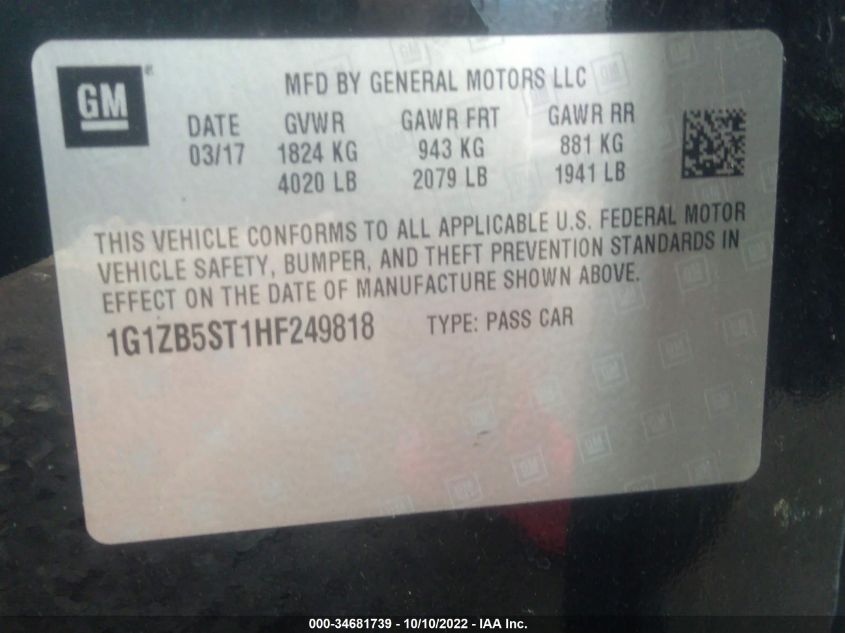 GM ®
MFD BY GENERAL MOTORS LLC
DATE GVWR GAWR FRT GAWR RR
03/17 1824 KG 943 KG 881 KG
4020 LB 2079 LB 1941 LB
THIS VEHICLE CONFORMS TO ALL APPLICABLE U.S. FEDERAL MOTOR
VEHICLE SAFETY, BUMPER, AND THEFT PREVENTION STANDARDS IN
EFFECT ON THE DATE OF MANUFACTURE SHOWN ABOVE.
1G1ZB5ST1HF249818 TYPE: PASS CAR
000-34681739 - 10/10/2022 - IAA Inc.